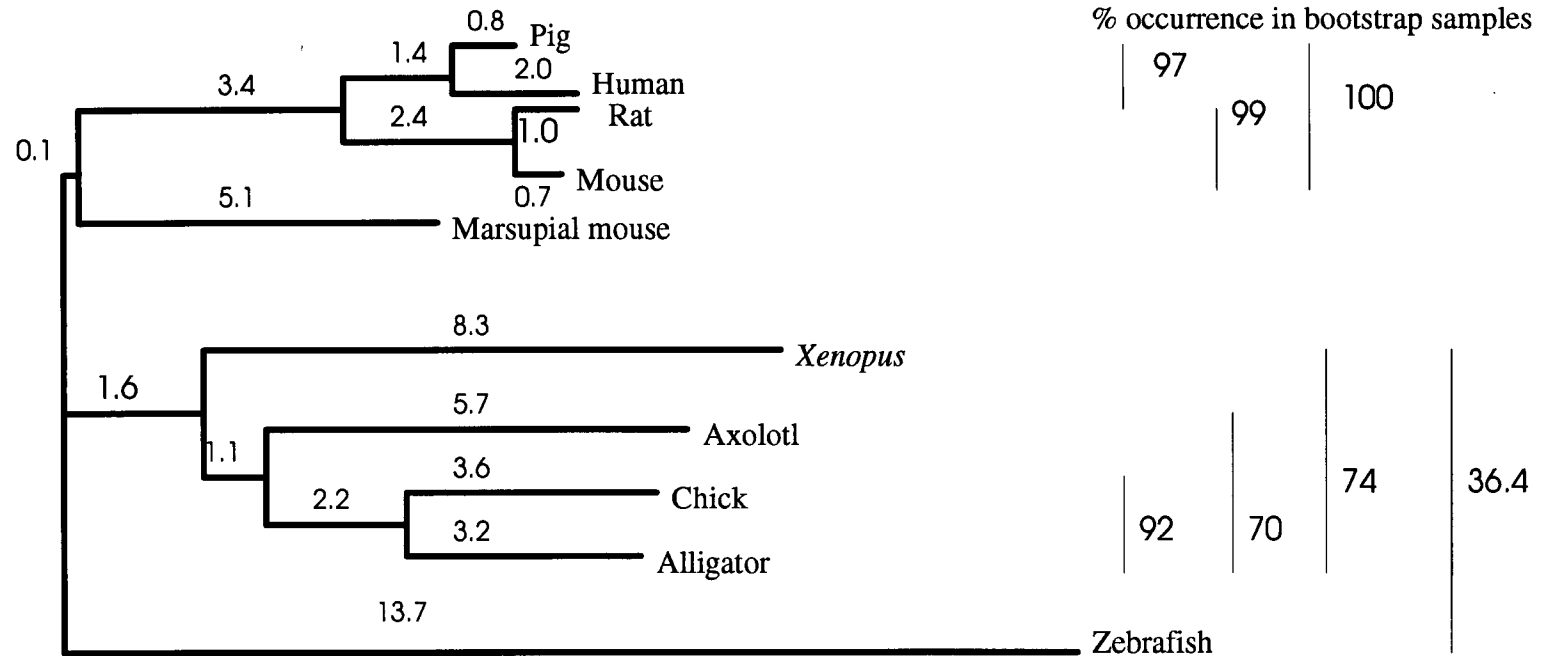 % occurrence in bootstrap samples
0.8
Pig
1.4
2.0
97
3.4
Human
100
2.4
Rat
99
1.0
0.1
Mouse
0.7
5.1
Marsupial mouse
8.3
Xenopus
1.6
5.7
Axolotl
1.1
3.6
74
36.4
2.2
Chick
3.2
92
70
Alligator
13.7
Zebrafish